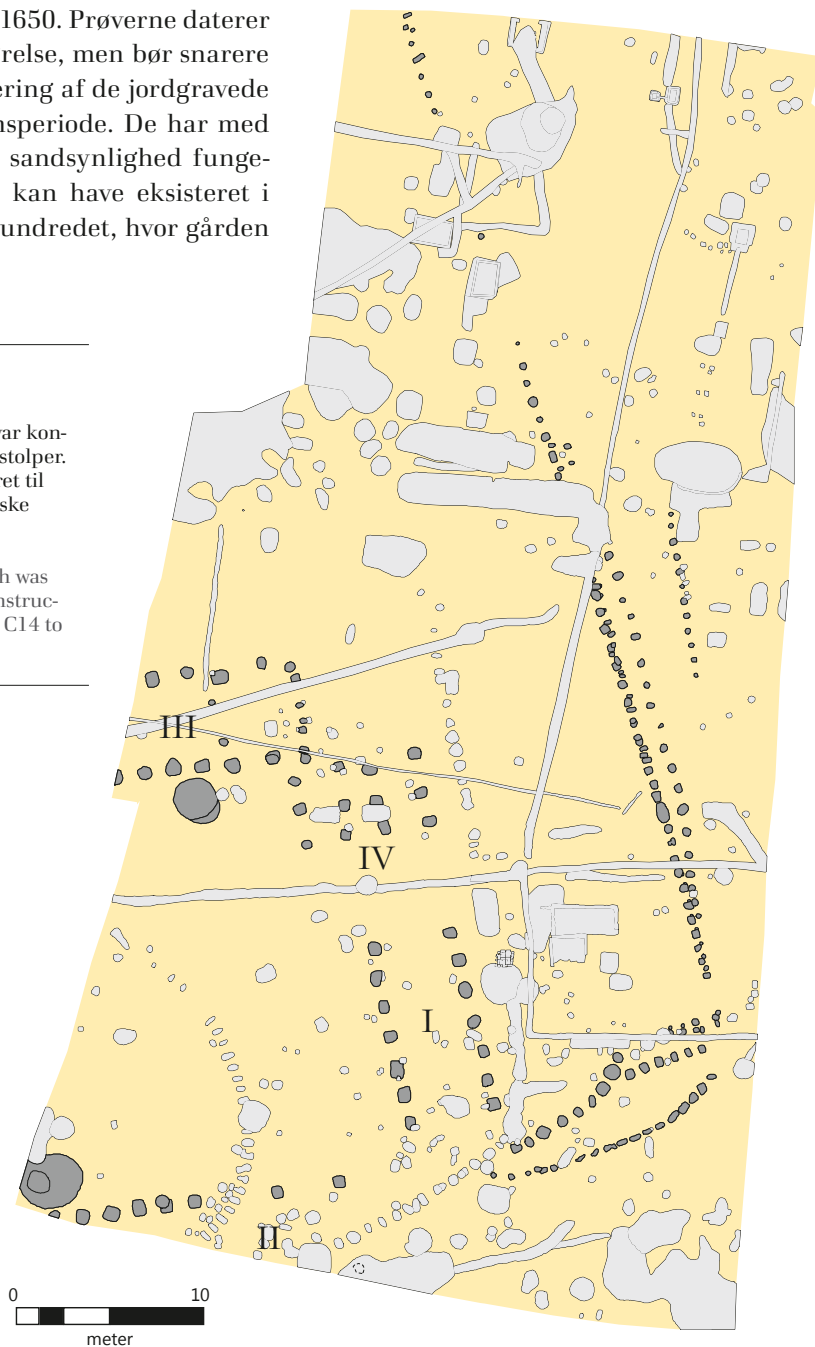 1650. Prøverne daterer
relse, men bør snarere
ering af de jordgravede
nsperiode. De har med
sandsynlighed funge-
kan have eksisteret i
undredet, hvor gården
var kon-
stolper.
ret til
ske
h was
nstruc-
C14 to
III
IV
I
II
0 10
meter